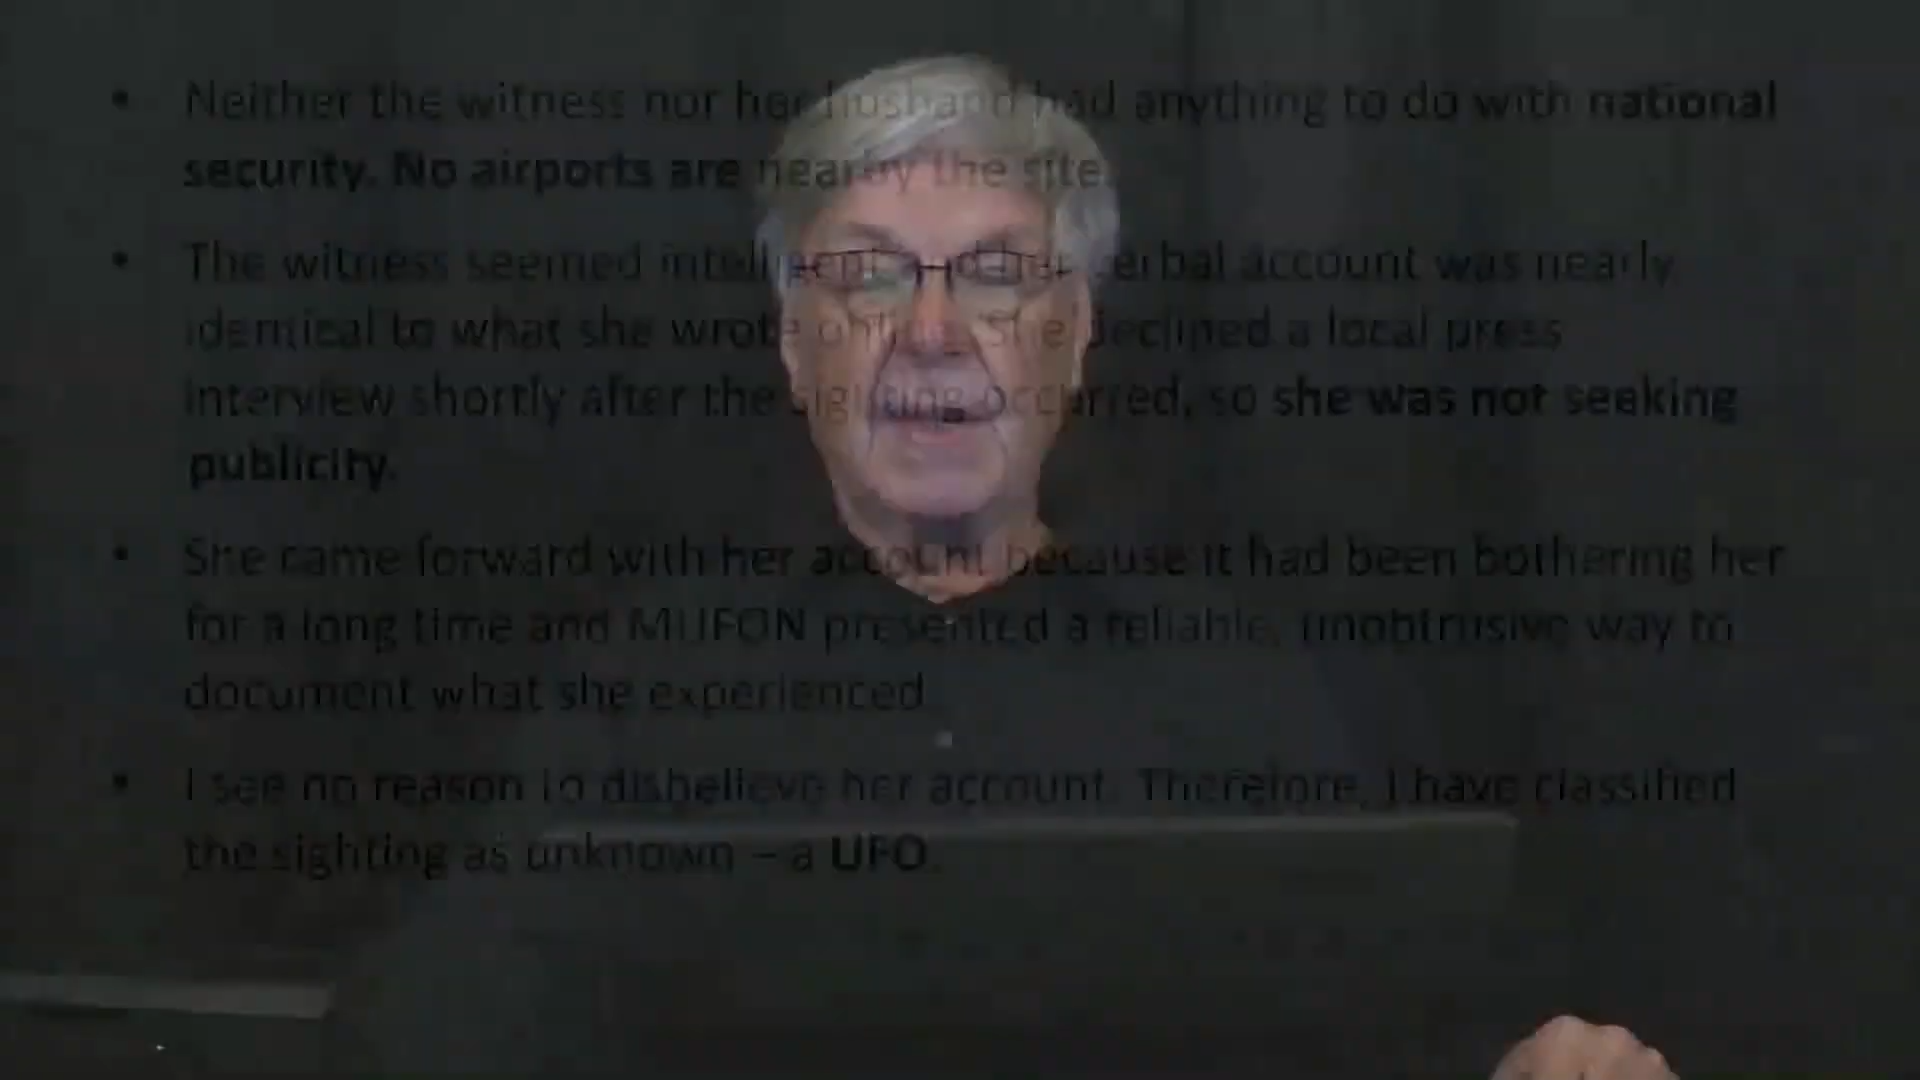 • Neither the witness nor her husband had anything to do with national
security. No airports are nearby the site.
• The witness seemed intelligent and her verbal account was nearly
identical to what she wrote online. She declined a local press
interview shortly after the sighting occurred, so she was not seeking
publicity.
• She came forward with her account because it had been bothering her
for a long time and MUFON presented a reliable, unobtrusive way to
document what she experienced.
• I see no reason to disbelieve her account. Therefore, I have classified
the sighting as unknown – a UFO.